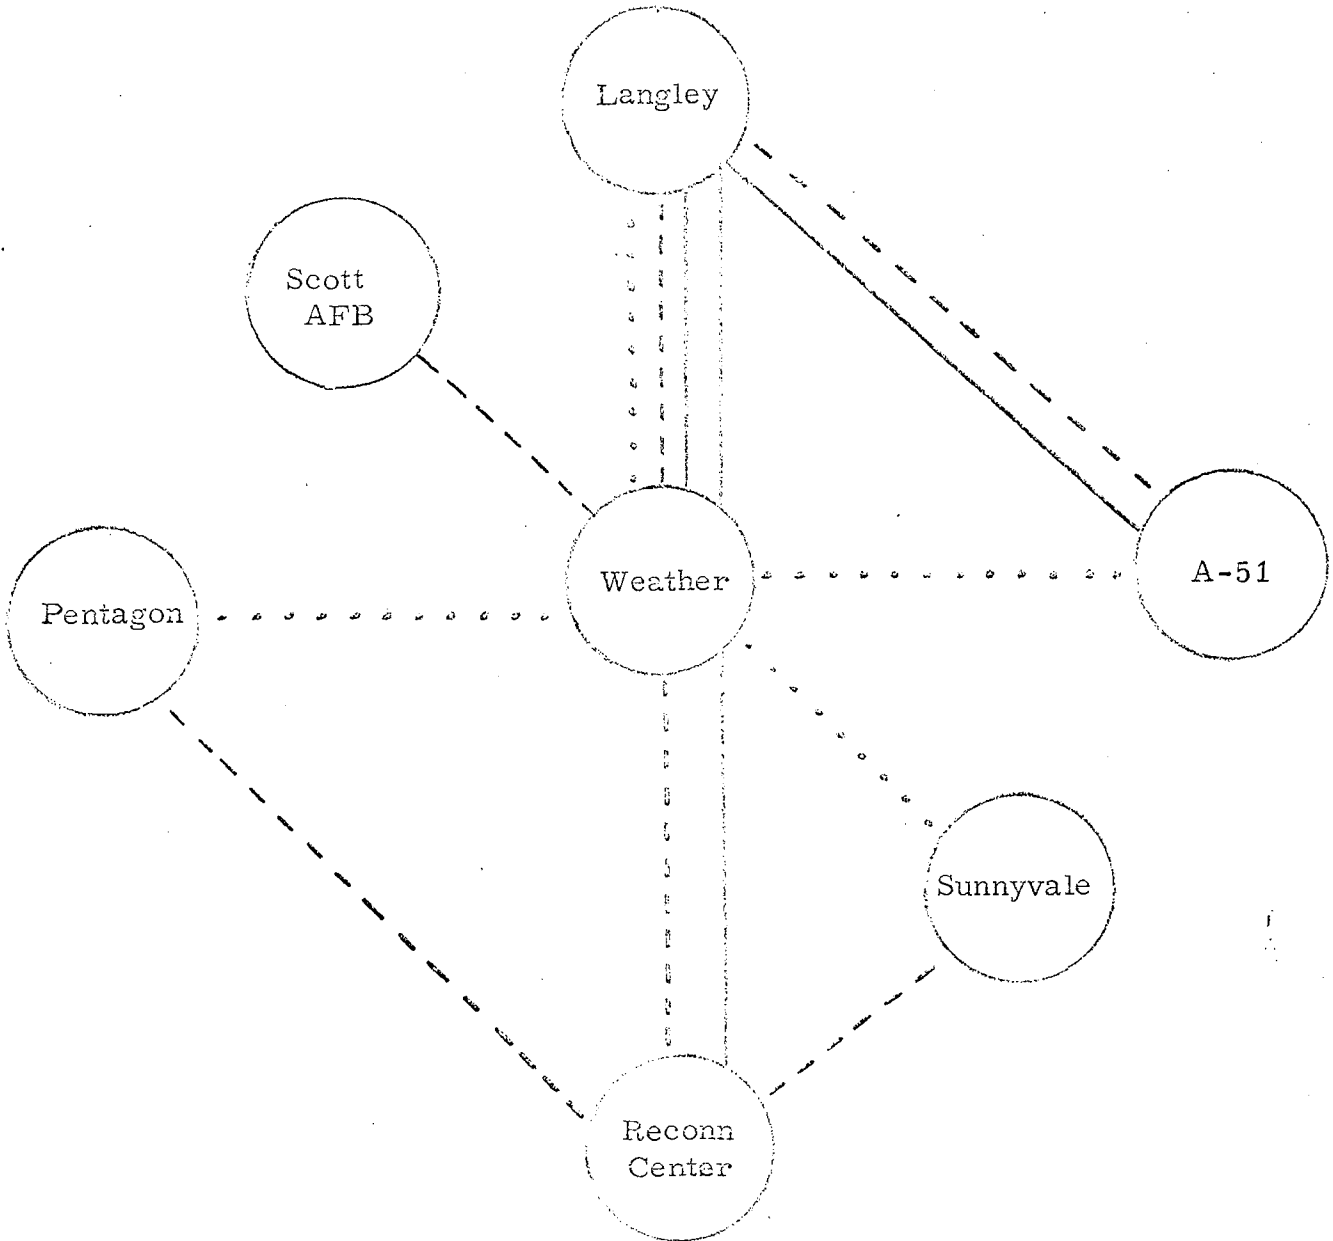 Langley
Scott
AFB
Weather
A-51
Pentagon
Sunnyvale
Reconn
Center